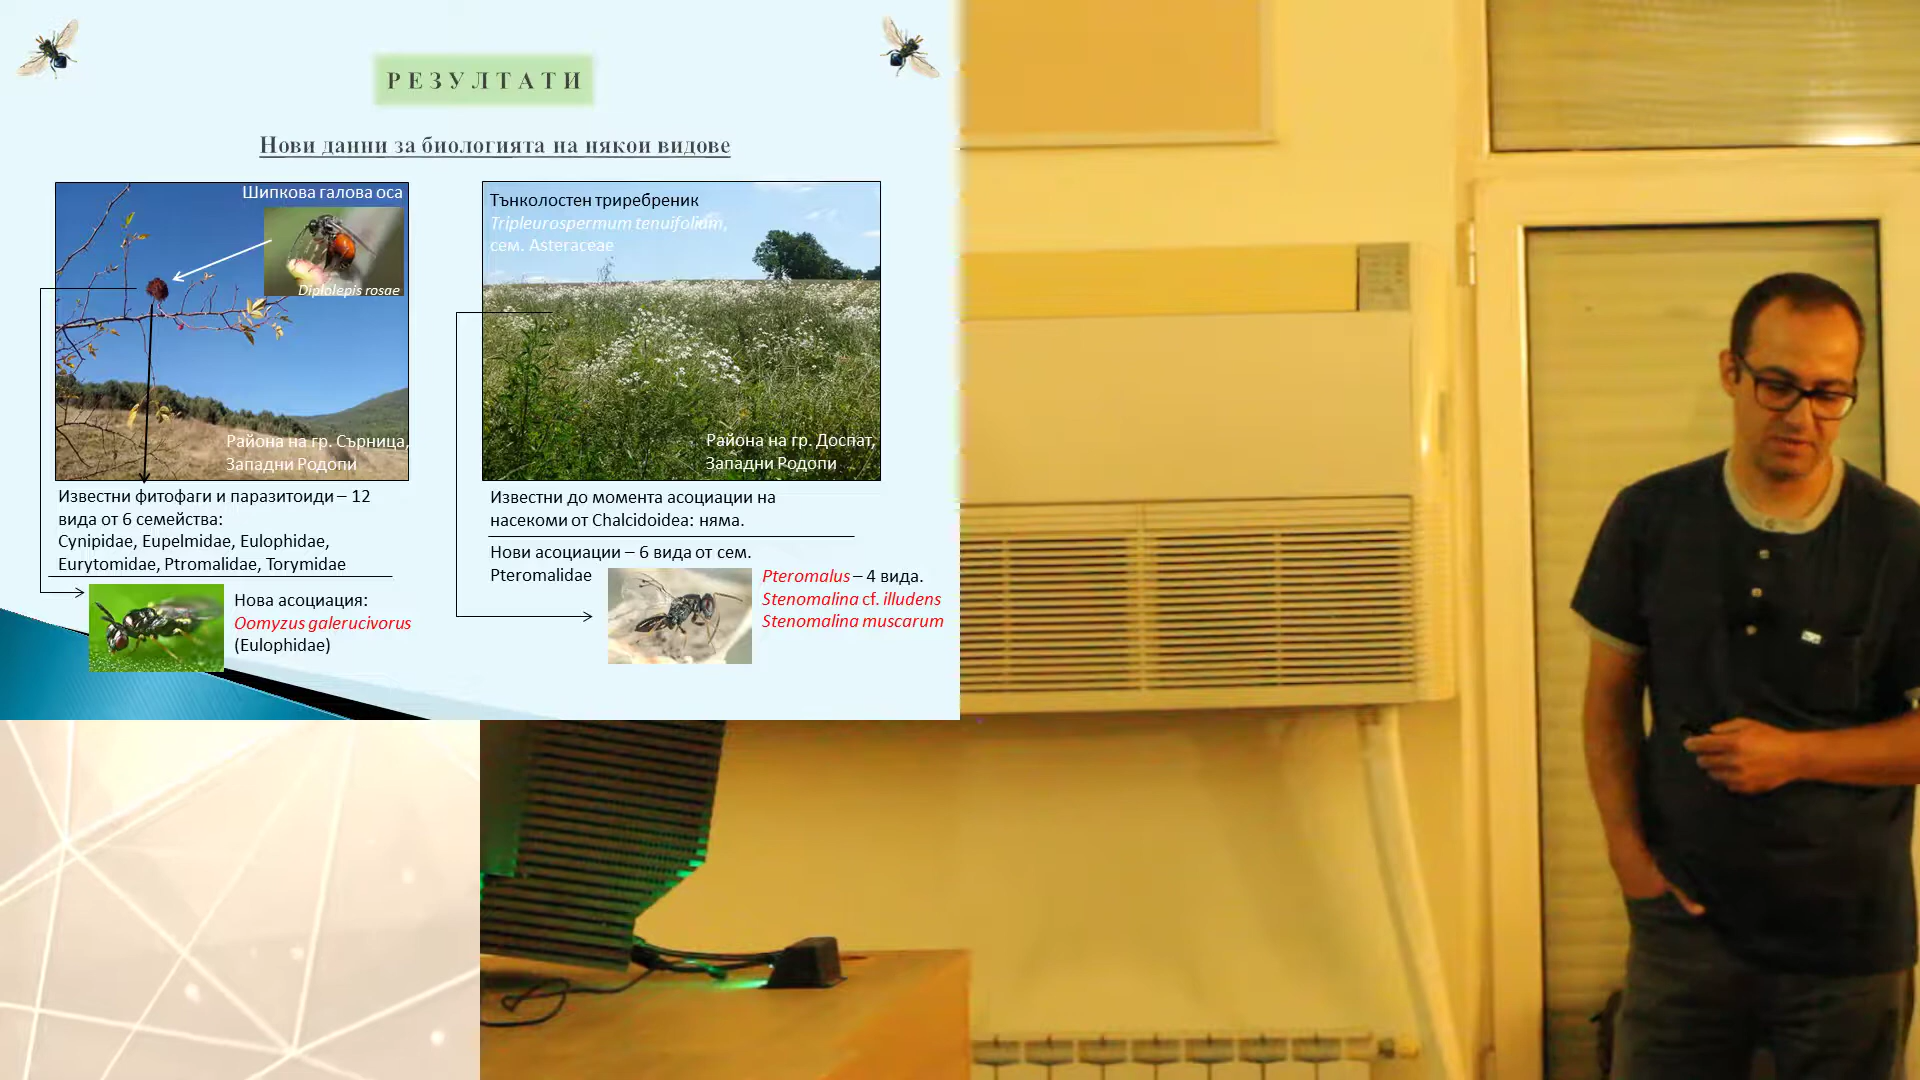 РЕЗУЛТАТИ
Нови данни за биологията на някои видове
Шипкова галова оса
Diplolepis rosae
Района на гр. Сърница,
Западни Родопи
Известни фитофаги и паразитоиди – 12
вида от 6 семейства:
Cynipidae, Eupelmidae, Eulophidae,
Eurytomidae, Ptromalidae, Torymidae
Нова асоциация:
Oomyzus galerucivorus
(Eulophidae)
Тънколостен триребреник
Tripleurospermum tenuifolium,
сем. Asteraceae
Района на гр. Доспат,
Западни Родопи
Известни до момента асоциации на
насекоми от Chalcidoidea: няма.
Нови асоциации – 6 вида от сем.
Pteromalidae
Pteromalus – 4 вида.
Stenomalina cf. illudens
Stenomalina muscarum